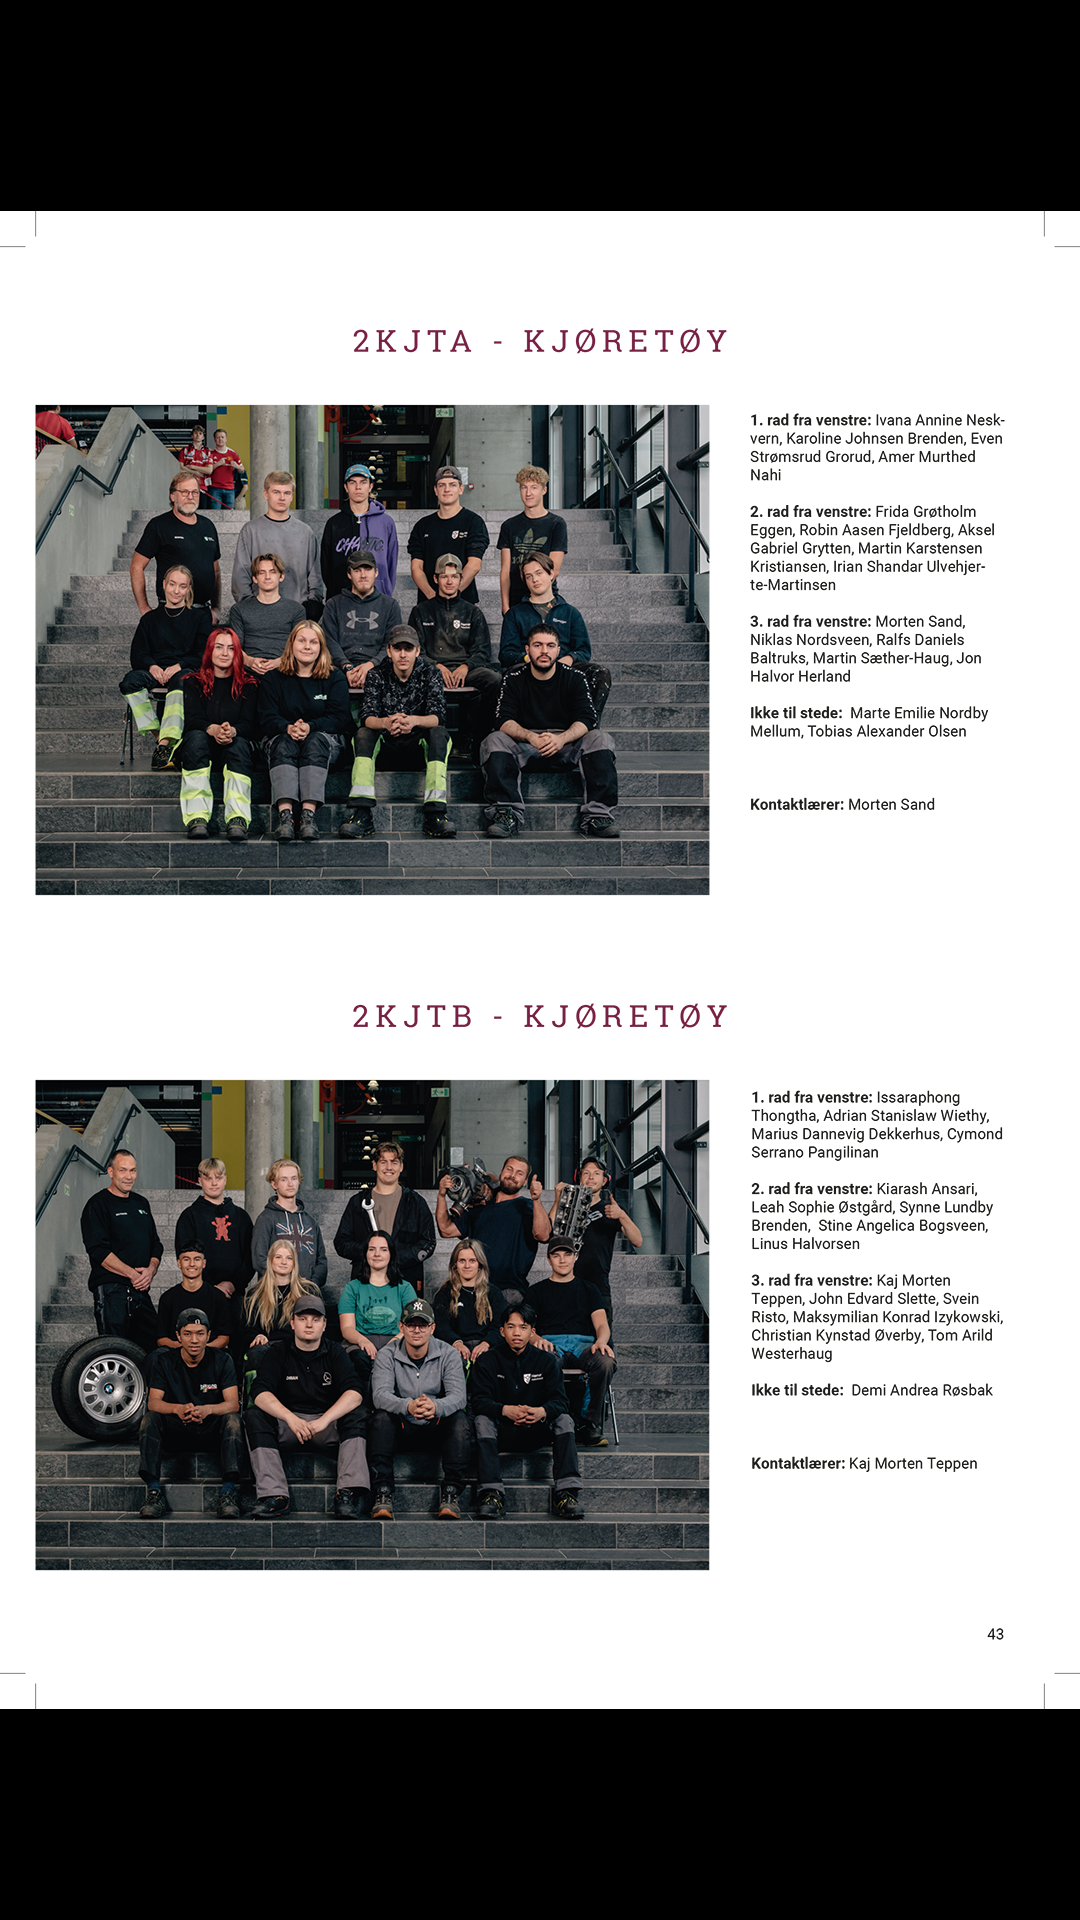 2KJTA - KJØRETØY
1. rad fra venstre: Ivana Annine Nesk-
vern, Karoline Johnsen Brenden, Even
Strømsrud Grorud, Amer Murthed
Nahi
2. rad fra venstre: Frida Grøtholm
Eggen, Robin Aasen Fjeldberg, Aksel
Gabriel Grytten, Martin Karstensen
Kristiansen, Irian Shandar Ulvehjer-
te-Martinsen
3. rad fra venstre: Morten Sand,
Niklas Nordsveen, Ralfs Daniels
Baltruks, Martin Sæther-Haug, Jon
Halvor Herland
Ikke til stede: Marte Emilie Nordby
Mellum, Tobias Alexander Olsen
Kontaktlærer: Morten Sand
2KJTB - KJØRETØY
1. rad fra venstre: Issaraphong
Thongtha, Adrian Stanislaw Wiethy,
Marius Dannevig Dekkerhus, Cymond
Serrano Pangilinan
2. rad fra venstre: Kiarash Ansari,
Leah Sophie Østgård, Synne Lundby
Brenden, Stine Angelica Bogsveen,
Linus Halvorsen
3. rad fra venstre: Kaj Morten
Teppen, John Edvard Slette, Svein
Risto, Maksymilian Konrad Izykowski,
Christian Kynstad Øverby, Tom Arild
Westerhaug
Ikke til stede: Demi Andrea Røsbak
Kontaktlærer: Kaj Morten Teppen
43